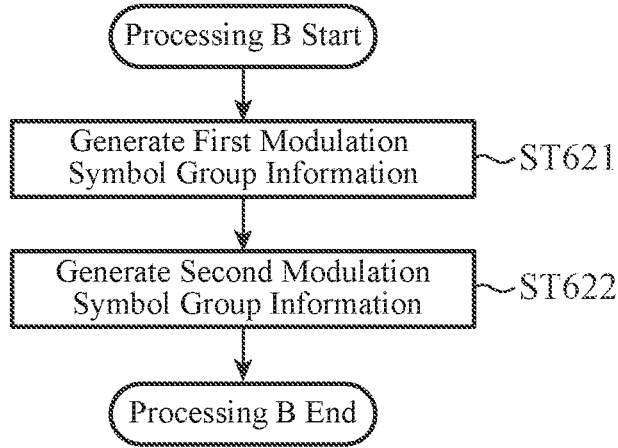 Processing B Start
Generate First Modulation
Symbol Group Information
ST621
Generate Second Modulation
Symbol Group Information
ST622
Processing B End